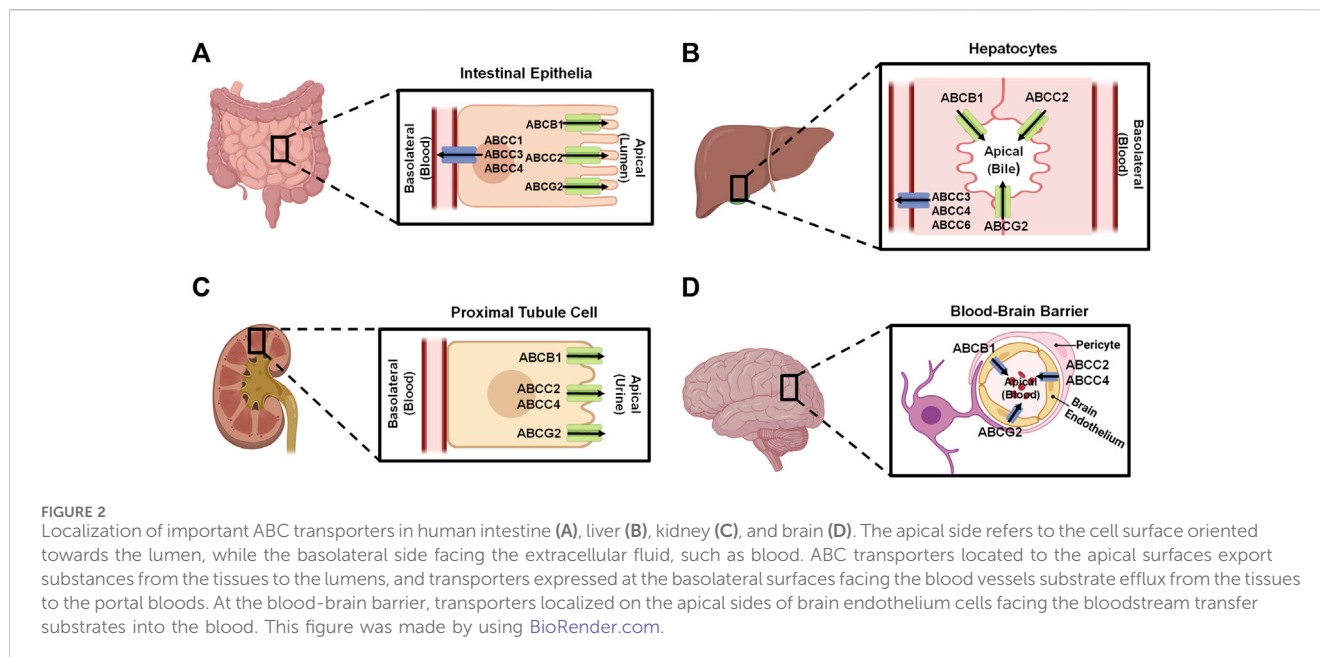 A
Intestinal Epithelia
Basolateral
(Blood)
ABCC1
ABCC3
ABCC4
ABCB1
ABCC2
ABCG2
Apical
(Lumen)
B
Hepatocytes
ABCB1
ABCC2
Apical
(Bile)
ABCC3
ABCC4
ABCC6
ABCG2
Basolateral
(Blood)
C
Proximal Tubule Cell
Basolateral
(Blood)
ABCB1
ABCC2
ABCC4
ABCG2
Apical
(Urine)
D
Blood-Brain Barrier
ABCB1
Pericyte
ABCC2
ABCC4
Apical
(Blood)
Brain
Endothelium
ABCG2
FIGURE 2
Localization of important ABC transporters in human intestine (A), liver (B), kidney (C), and brain (D). The apical side refers to the cell surface oriented
towards the lumen, while the basolateral side facing the extracellular fluid, such as blood. ABC transporters located to the apical surfaces export
substances from the tissues to the lumens, and transporters expressed at the basolateral surfaces facing the blood vessels substrate efflux from the tissues
to the portal bloods. At the blood-brain barrier, transporters localized on the apical sides of brain endothelium cells facing the bloodstream transfer
substrates into the blood. This figure was made by using BioRender.com.